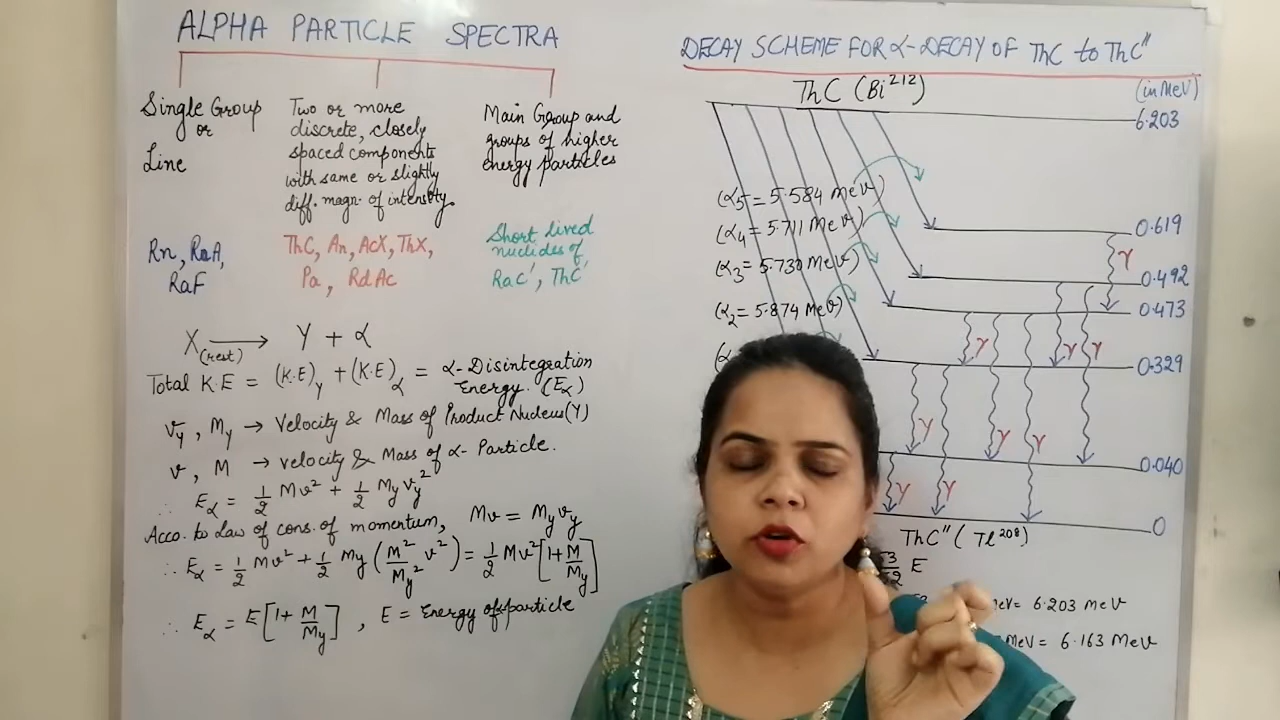 ALPHA PARTICLE SPECTRA
Single Group
or
Line
Two or more
discrete, closely
spaced components
with same or slightly
diff. magn. of intensity.
Main Group and
groups of higher
energy particles
Rn, RaA,
RaF
ThC, An, AcX, ThX,
Pa, RdAc
Short lived
nuclides of
RaC', ThC'
X(rest) ⟶ Y + α
Total K.E = (K.E)y + (K.E)α = α-Disintegration
Energy. (Eα)
vy, My → Velocity & Mass of Product Nucleus(Y)
v, M → velocity & Mass of α-Particle.
∴ Eα = 1/2 Mv² + 1/2 My vy²
Acco. to Law of cons. of momentum, Mv = My vy
∴ Eα = 1/2 Mv² + 1/2 My (M²/My² v²) = 1/2 Mv² [1+ M/My]
∴ Eα = E[1+ M/My], E = Energy of α particle
DECAY SCHEME FOR α-DECAY OF ThC to ThC"
ThC (Bi²¹²)
(in MeV)
6.203
(α5 = 5.584 MeV)
(α4 = 5.711 MeV)
0.619
(α3 = 5.730 MeV)
γ
0.492
(α2 = 5.874 MeV)
0.473
γ γ γ
(α
0.329
γ γ γ
0.040
γ γ
0
ThC" (Tl²⁰⁸)
E
MeV = 6.203 MeV
MeV = 6.163 MeV